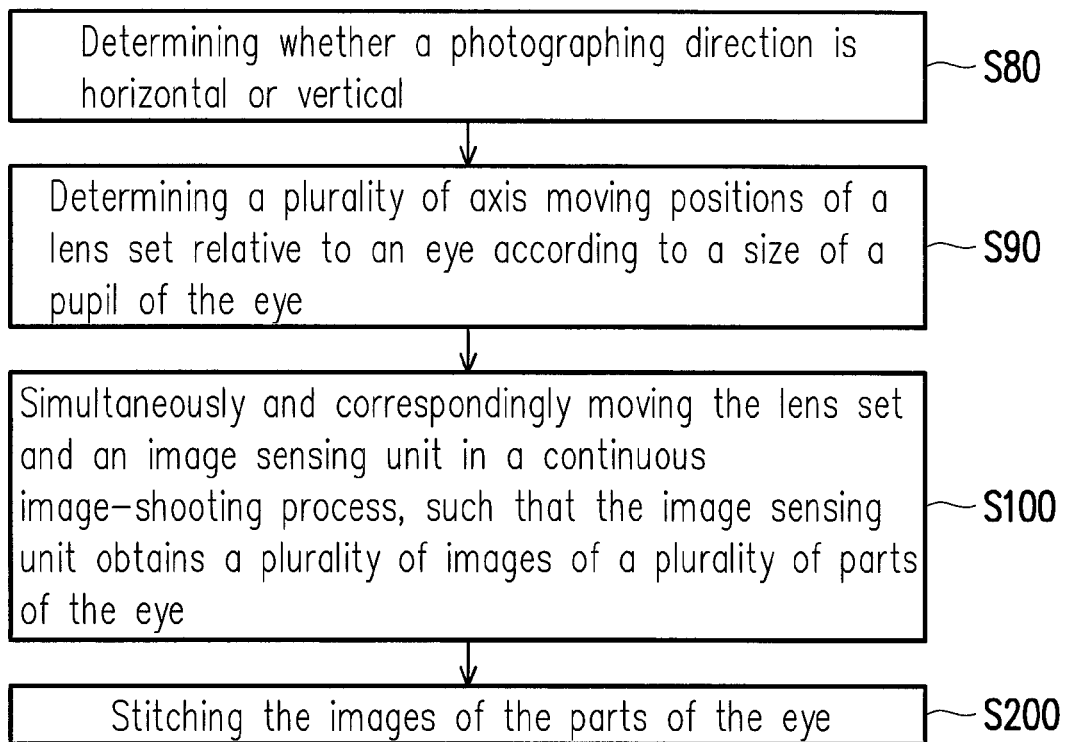 Determining whether a photographing direction is
horizontal or vertical
S80
Determining a plurality of axis moving positions of a
lens set relative to an eye according to a size of a
pupil of the eye
S90
Simultaneously and correspondingly moving the lens set
and an image sensing unit in a continuous
image-shooting process, such that the image sensing
unit obtains a plurality of images of a plurality of parts
of the eye
S100
Stitching the images of the parts of the eye
S200